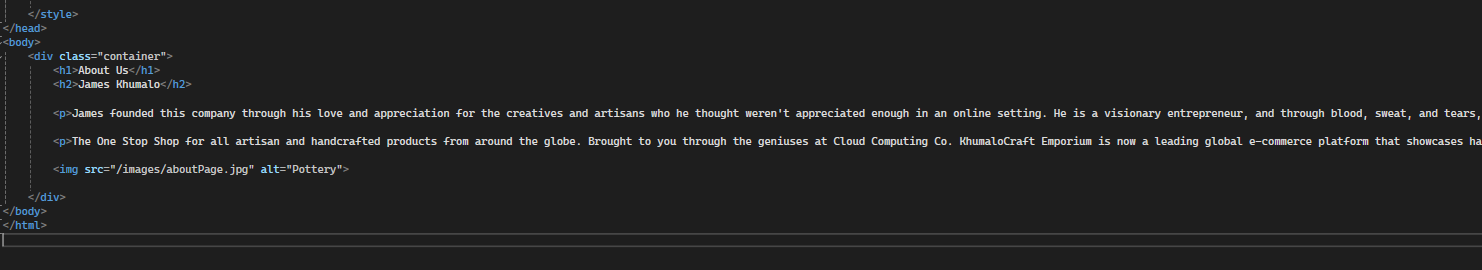 </style>
</head>
<body>
<div class="container">
<h1>About Us</h1>
<h2>James Khumalo</h2>
<p>James founded this company through his love and appreciation for the creatives and artisans who he thought weren't appreciated enough in an online setting. He is a visionary entrepreneur, and through blood, sweat, and tears,
<p>The One Stop Shop for all artisan and handcrafted products from around the globe. Brought to you through the geniuses at Cloud Computing Co. KhumaloCraft Emporium is now a leading global e-commerce platform that showcases ha
<img src="/images/aboutPage.jpg" alt="Pottery">
</div>
</body>
</html>